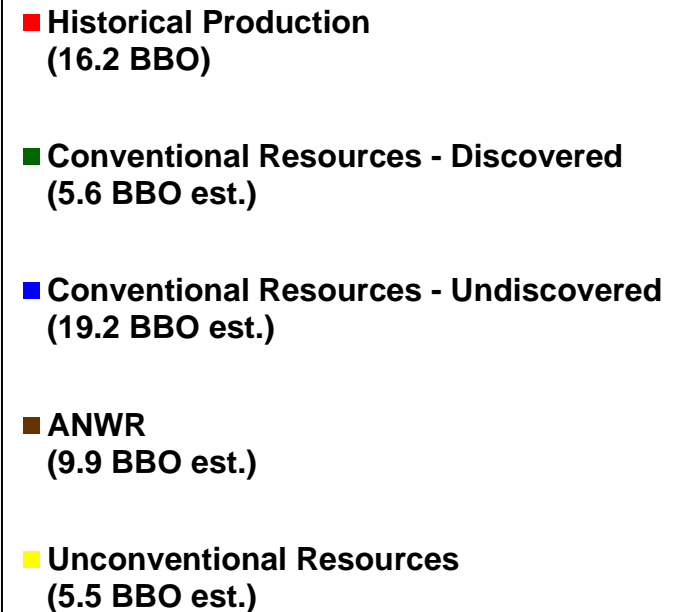 Historical Production
(16.2 BBO)
Conventional Resources - Discovered
(5.6 BBO est.)
Conventional Resources - Undiscovered
(19.2 BBO est.)
ANWR
(9.9 BBO est.)
Unconventional Resources
(5.5 BBO est.)